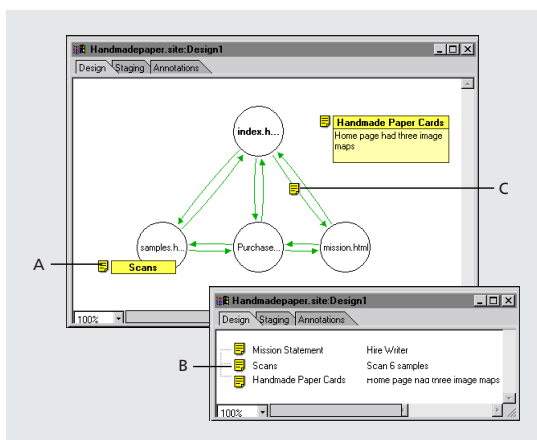 Handmadepaper.site:Design1
Design Staging Annotations
index.h...
Handmade Paper Cards
Home page had three image
maps
C
samples.h...
Purchase...
mission.html
A
Scans
100%
Handmadepaper.site:Design1
Design Staging Annotations
Mission Statement Hire Writer
B
Scans Scan 6 samples
Handmade Paper Cards Home page had three image maps
100%